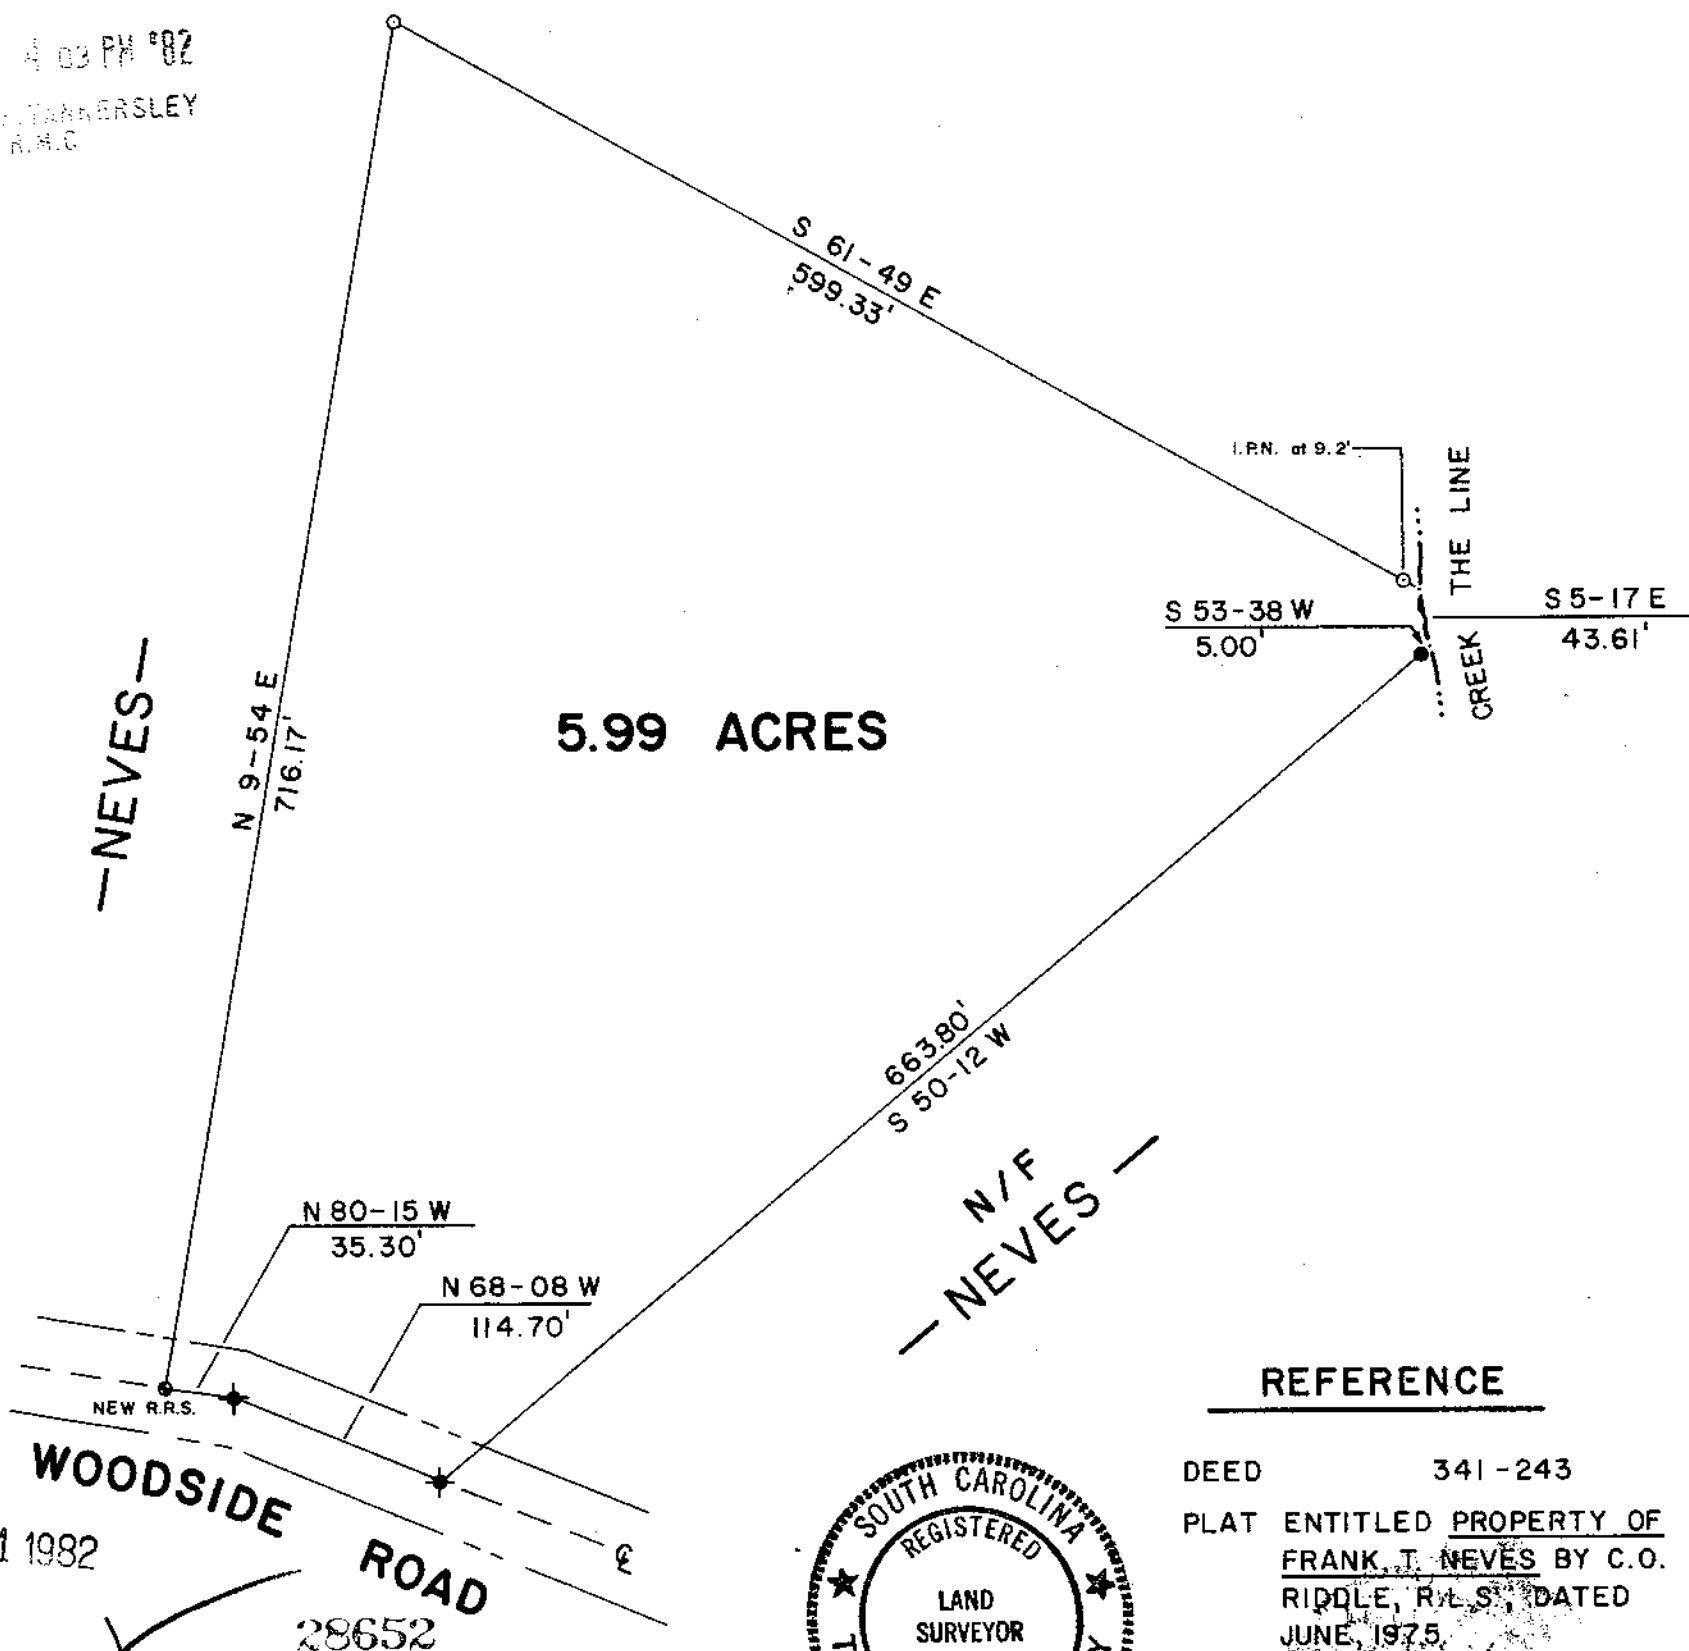 4 03 PM '82
TANKERSLEY
R.M.C
S 61-49 E
599.33'
I.P.N. at 9.2'
CREEK THE LINE
S 53-38 W
5.00'
S 5-17 E
43.61'
—NEVES—
N 9-54 E
716.17'
5.99 ACRES
663.80'
S 50-12 W
N/F
— NEVES —
N 80-15 W
35.30'
N 68-08 W
114.70'
NEW R.R.S.
WOODSIDE ROAD
℄
1 1982
28652
SOUTH CAROLINA
REGISTERED
LAND
SURVEYOR
REFERENCE
DEED 341-243
PLAT ENTITLED PROPERTY OF
FRANK T. NEVES BY C.O.
RIDDLE, R.L.S., DATED
JUNE, 1975